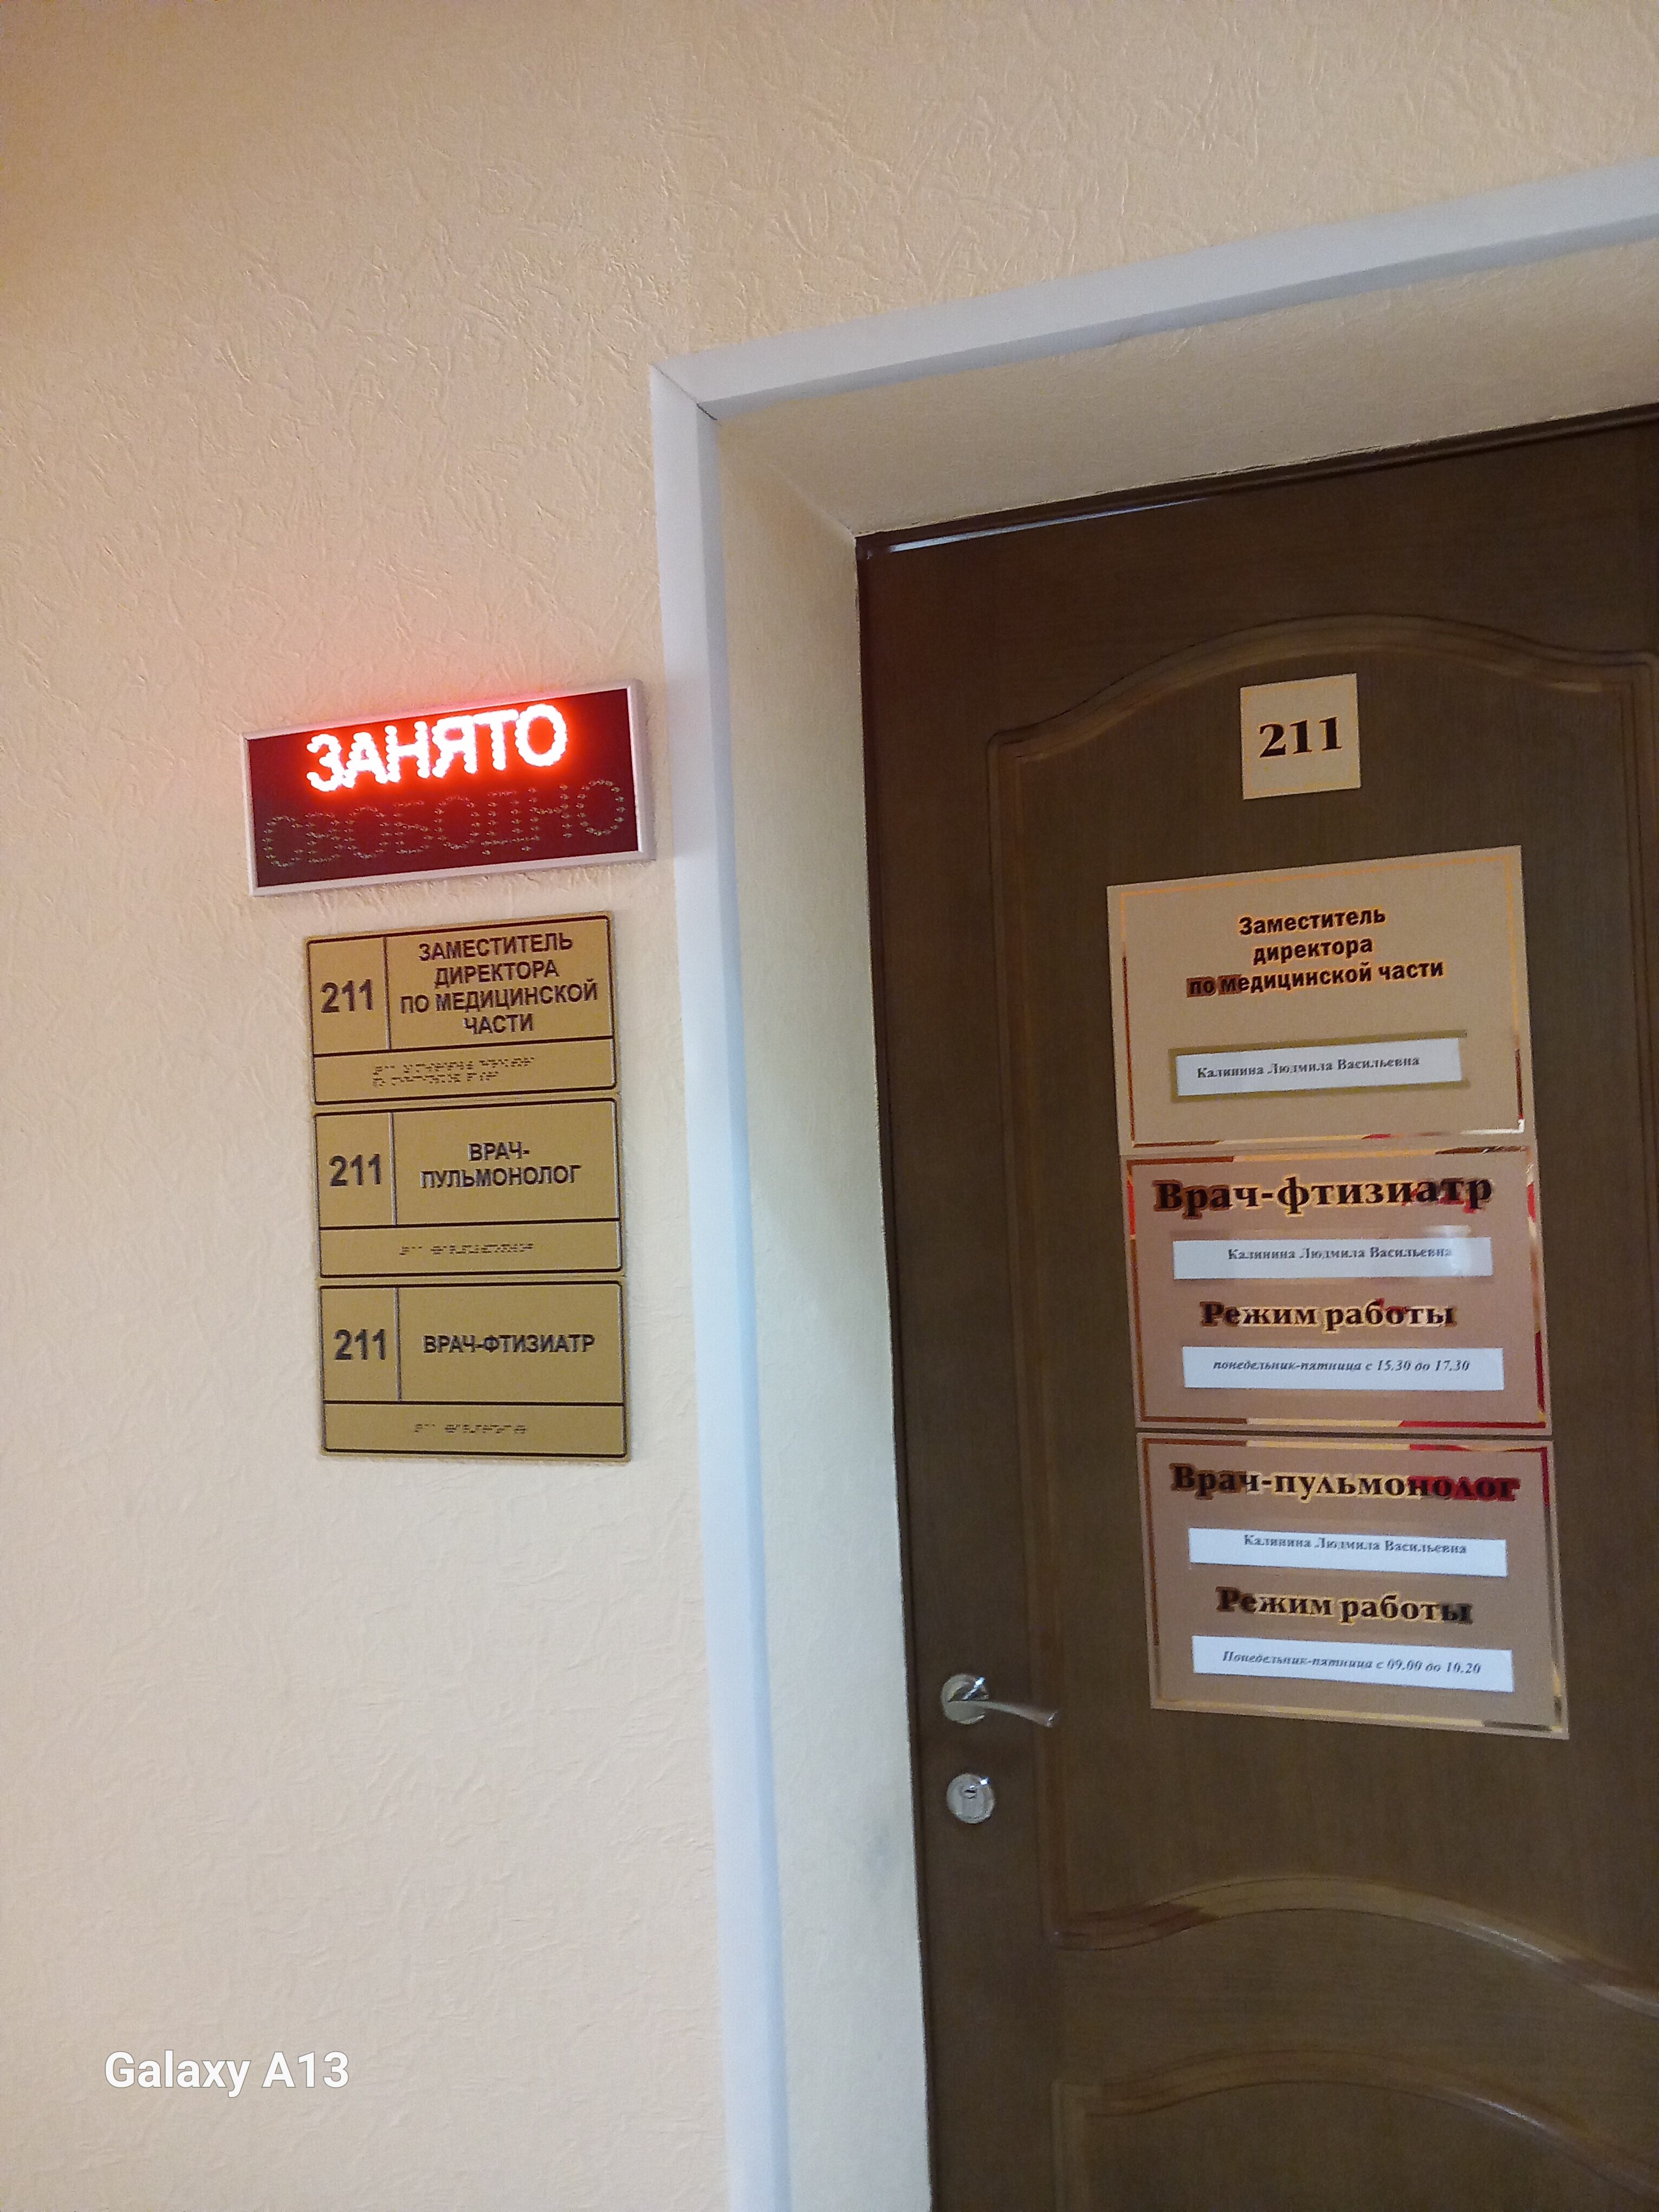 ЗАНЯТО
СВОБОДНО
211
ЗАМЕСТИТЕЛЬ
ДИРЕКТОРА
ПО МЕДИЦИНСКОЙ
ЧАСТИ
211
ВРАЧ-
ПУЛЬМОНОЛОГ
211
ВРАЧ-ФТИЗИАТР
211
Заместитель
директора
по медицинской части
Калинина Людмила Васильевна
Врач-фтизиатр
Калинина Людмила Васильевна
Режим работы
понедельник-пятница с 15.30 до 17.30
Врач-пульмонолог
Калинина Людмила Васильевна
Режим работы
Понедельник-пятница с 09.00 до 10.20
Galaxy A13